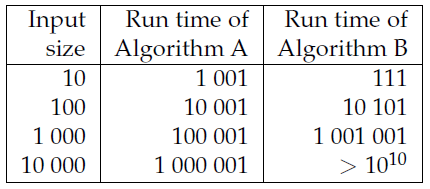 Input size Run time of Algorithm A Run time of Algorithm B
10 1 001 111
100 10 001 10 101
1 000 100 001 1 001 001
10 000 1 000 001 > 10^10